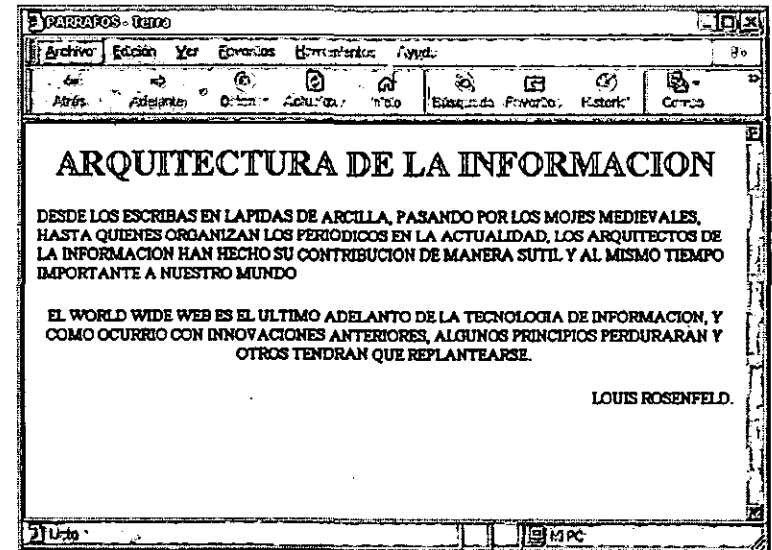 PARRAFOS - Terra
Archivo Edición Ver Favoritos Herramientas Ayuda
Atrás Adelante Detener Actualizar Inicio Búsqueda Favoritos Historial Correo
ARQUITECTURA DE LA INFORMACION
DESDE LOS ESCRIBAS EN LAPIDAS DE ARCILLA, PASANDO POR LOS MOJES MEDIEVALES,
HASTA QUIENES ORGANIZAN LOS PERIODICOS EN LA ACTUALIDAD, LOS ARQUITECTOS DE
LA INFORMACION HAN HECHO SU CONTRIBUCION DE MANERA SUTIL Y AL MISMO TIEMPO
IMPORTANTE A NUESTRO MUNDO
EL WORLD WIDE WEB ES EL ULTIMO ADELANTO DE LA TECNOLOGIA DE INFORMACION, Y
COMO OCURRIO CON INNOVACIONES ANTERIORES, ALGUNOS PRINCIPIOS PERDURARAN Y
OTROS TENDRAN QUE REPLANTEARSE.
LOUIS ROSENFELD.
Listo Mi PC